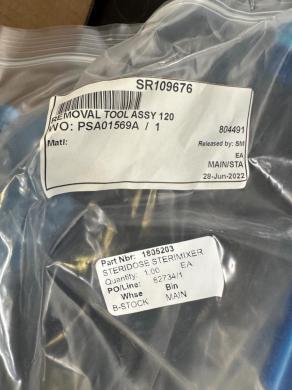 SR109676
REMOVAL TOOL ASSY 120
WO: PSA01569A / 1
804491
Matl:
Released by: SM
EA
MAIN/STA
28-Jun-2022
Part Nbr: 1805203
STERIDOSE STERIMIXER
Quantity: 1.00 EA
PO/Line: 82734/1
Whse Bin
B-STOCK MAIN